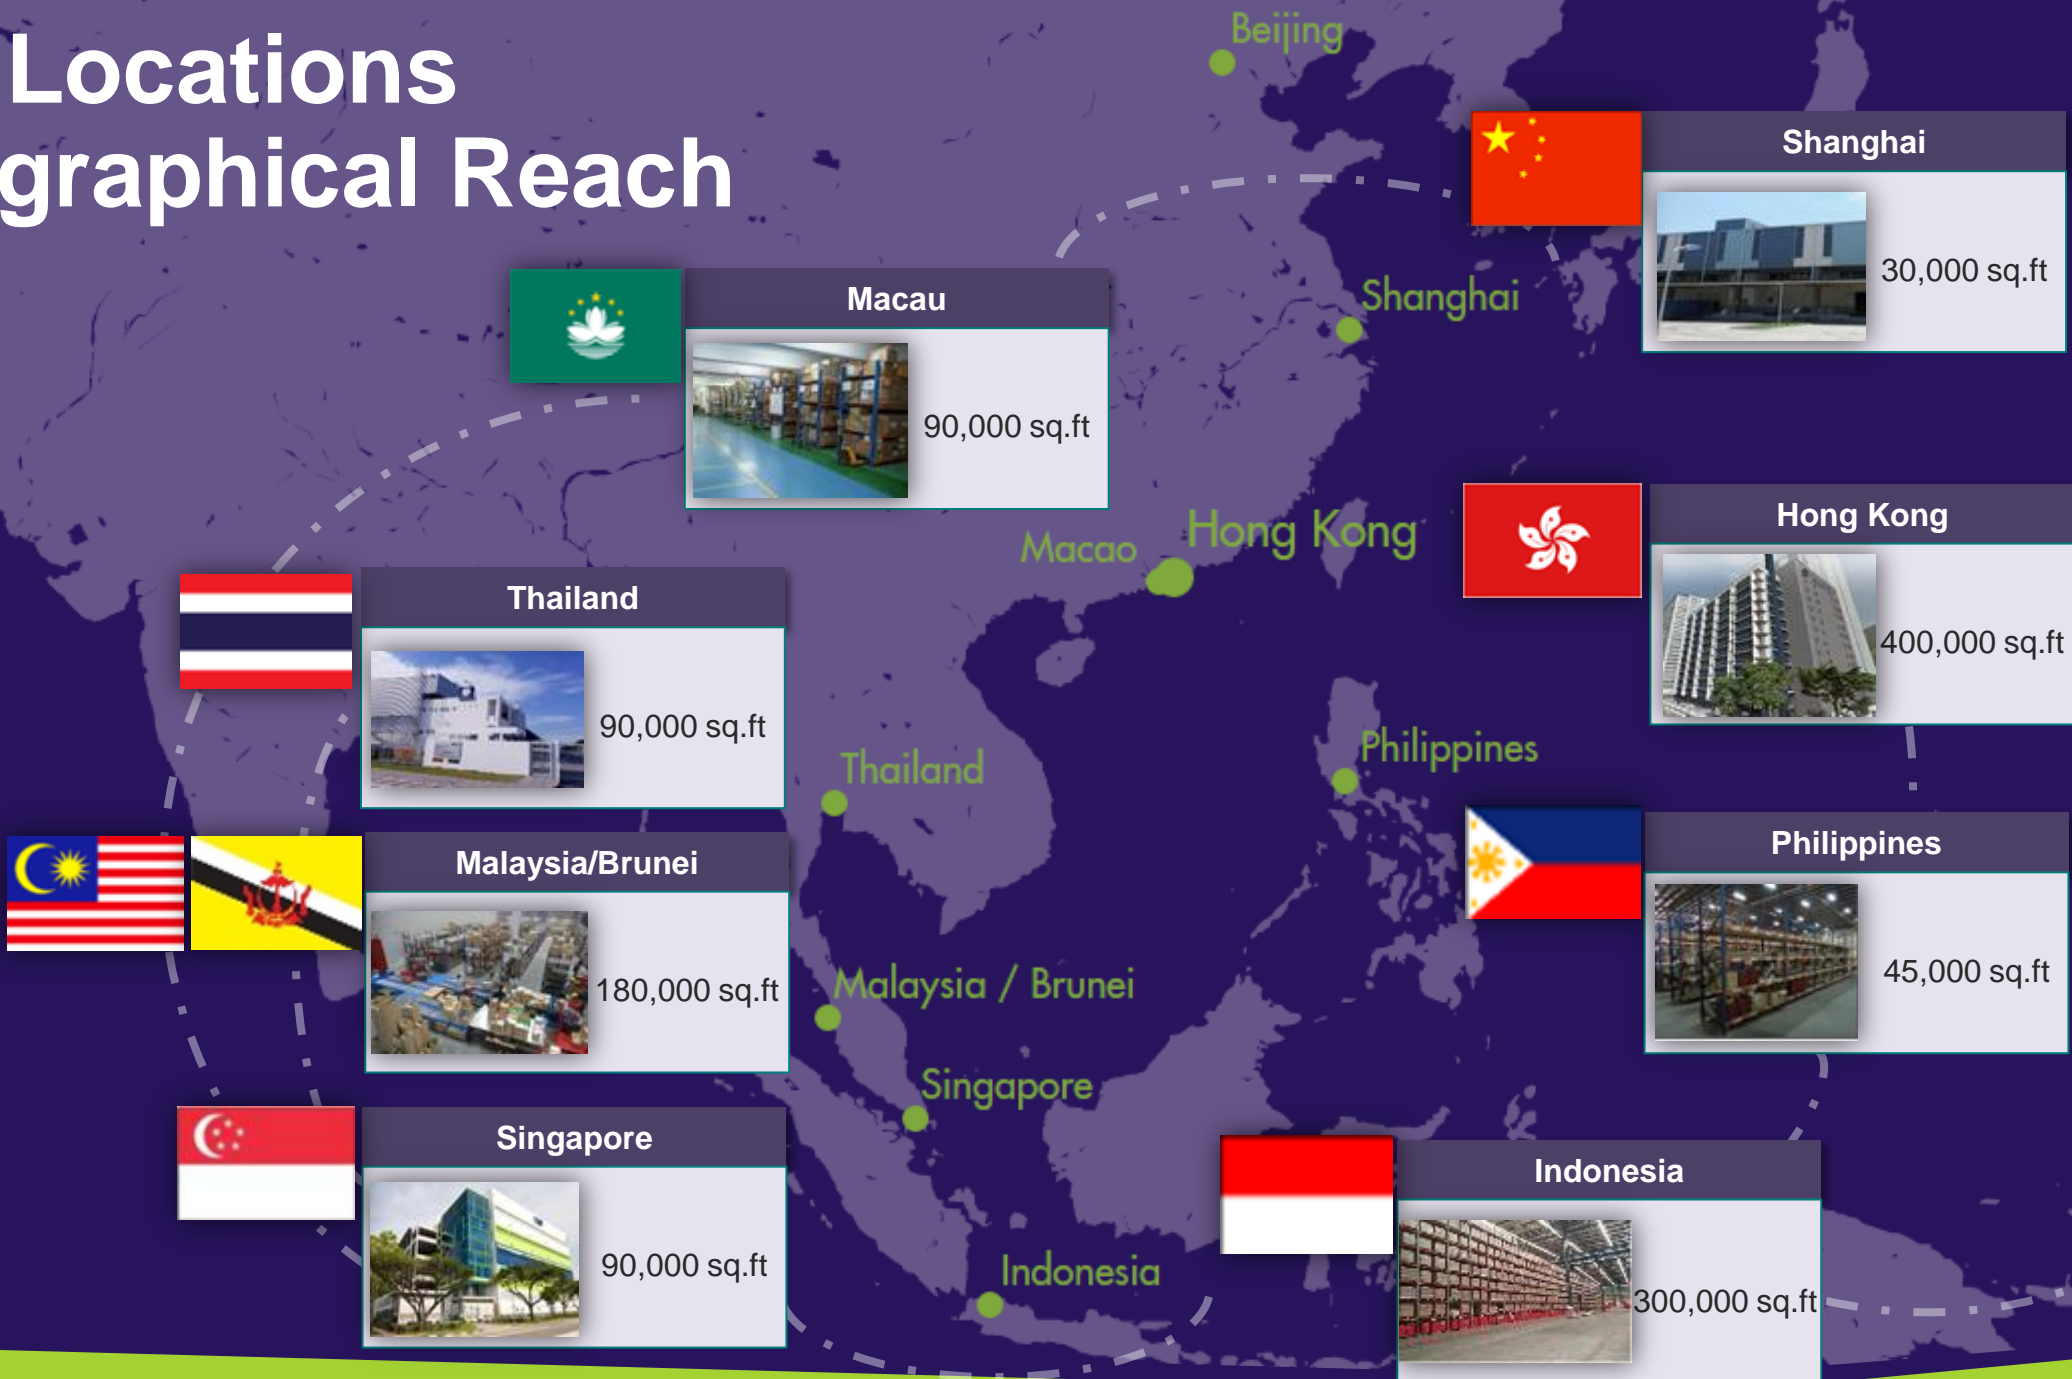 Locations
graphical Reach
Beijing
Shanghai
30,000 sq.ft
Macau
90,000 sq.ft
Shanghai
Hong Kong
400,000 sq.ft
Macao
Hong Kong
Thailand
90,000 sq.ft
Thailand
Philippines
Philippines
45,000 sq.ft
Malaysia/Brunei
180,000 sq.ft
Malaysia / Brunei
Singapore
Singapore
90,000 sq.ft
Indonesia
Indonesia
300,000 sq.ft